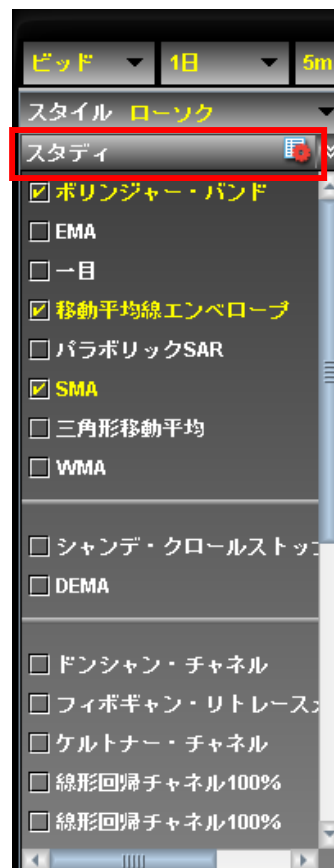 ビッド 1日 5m
スタイル ローソク
スタディ
ボリンジャー・バンド
EMA
一目
移動平均線エンベロープ
パラボリックSAR
SMA
三角形移動平均
WMA
シャンデ・クロールストッ
DEMA
ドンシャン・チャネル
フィボギャン・リトレース
ケルトナー・チャネル
線形回帰チャネル100%
線形回帰チャネル100%